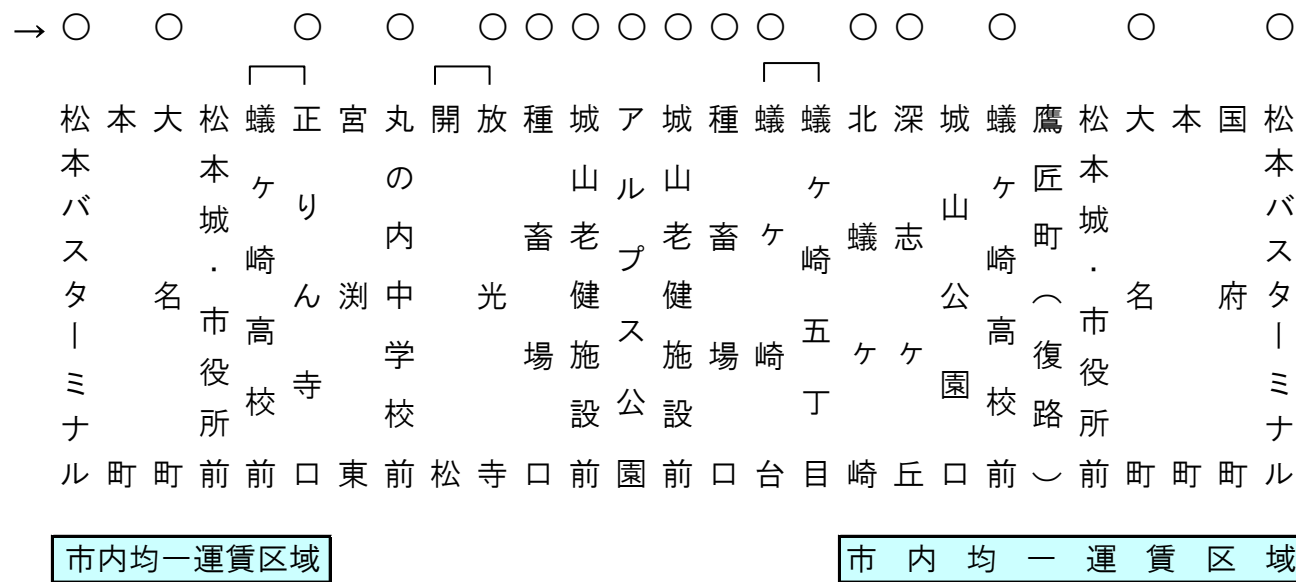 → ○ ○ ○ ○ ○ ○ ○ ○ ○ ○ ○ ○ ○ ○ ○ ○
松本バスターミナル
本町
大名町
松本城・市役所前
蟻ケ崎高校前
正りん寺口
宮渕東
丸の内中学校前
開松
放光寺
種畜場口
城山老健施設前
アルプス公園
城山老健施設前
種畜場口
蟻ケ崎台
蟻ケ崎五丁目
北蟻ケ崎
深志ケ丘
城山公園口
蟻ケ崎高校前
鷹匠町（復路）
松本城・市役所前
大名町
本町
国府町
松本バスターミナル
市内均一運賃区域
市内均一運賃区域